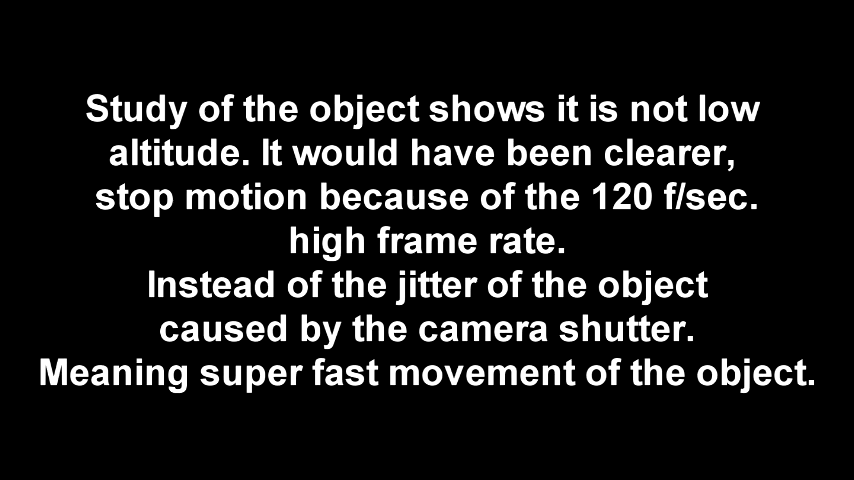 Study of the object shows it is not low
altitude. It would have been clearer,
stop motion because of the 120 f/sec.
high frame rate.
Instead of the jitter of the object
caused by the camera shutter.
Meaning super fast movement of the object.